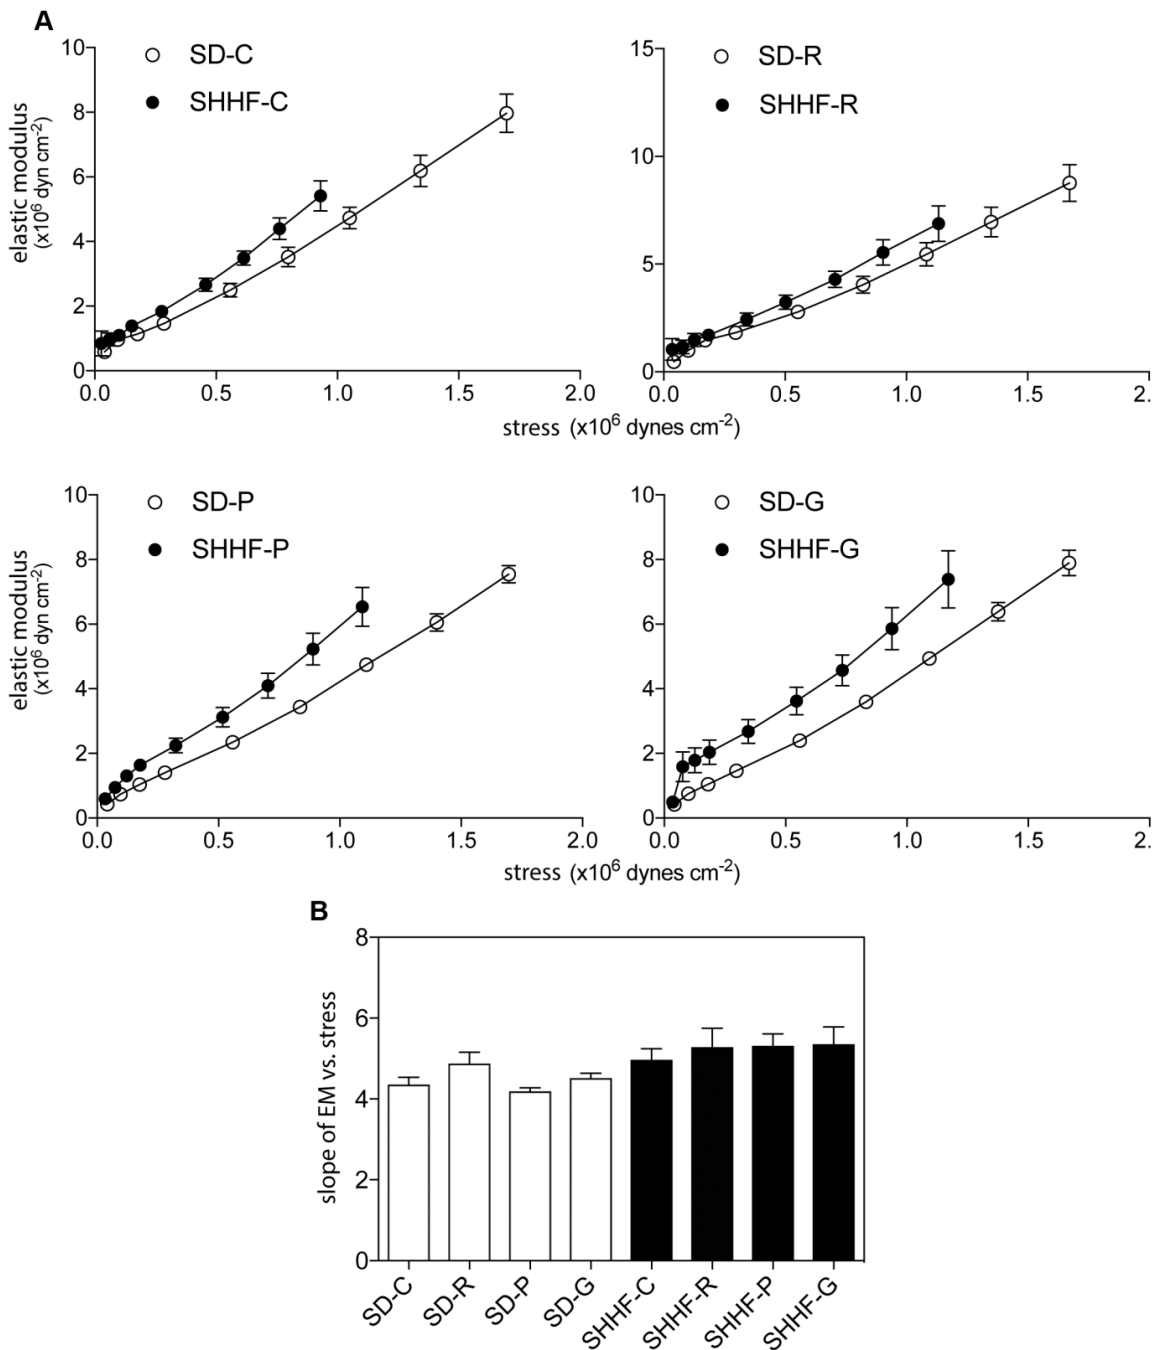 A
SD-C
SHHF-C
elastic modulus
(x10⁶ dyn cm⁻²)
10
8
6
4
2
0
0.0 0.5 1.0 1.5 2.0
SD-R
SHHF-R
15
10
5
0
0.0 0.5 1.0 1.5 2.
stress (x10⁶ dynes cm⁻²)
SD-P
SHHF-P
elastic modulus
(x10⁶ dyn cm⁻²)
10
8
6
4
2
0
0.0 0.5 1.0 1.5 2.0
SD-G
SHHF-G
10
8
6
4
2
0
0.0 0.5 1.0 1.5 2.
stress (x10⁶ dynes cm⁻²)
B
slope of EM vs. stress
8
6
4
2
0
SD-C
SD-R
SD-P
SD-G
SHHF-C
SHHF-R
SHHF-P
SHHF-G